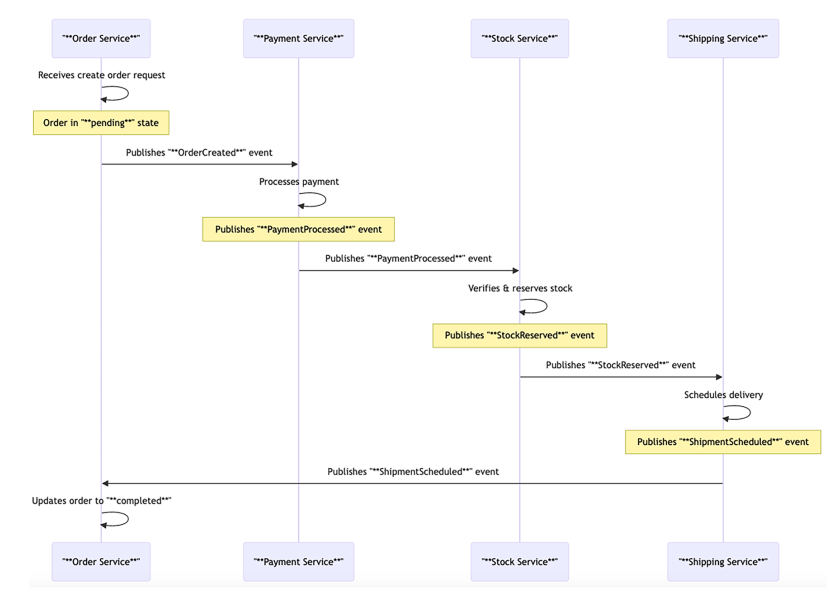 "**Order Service**" "**Payment Service**" "**Stock Service**" "**Shipping Service**"
Receives create order request
Order in "**pending**" state
Publishes "**OrderCreated**" event
Processes payment
Publishes "**PaymentProcessed**" event
Publishes "**PaymentProcessed**" event
Verifies & reserves stock
Publishes "**StockReserved**" event
Publishes "**StockReserved**" event
Schedules delivery
Publishes "**ShipmentScheduled**" event
Publishes "**ShipmentScheduled**" event
Updates order to "**completed**"
"**Order Service**" "**Payment Service**" "**Stock Service**" "**Shipping Service**"